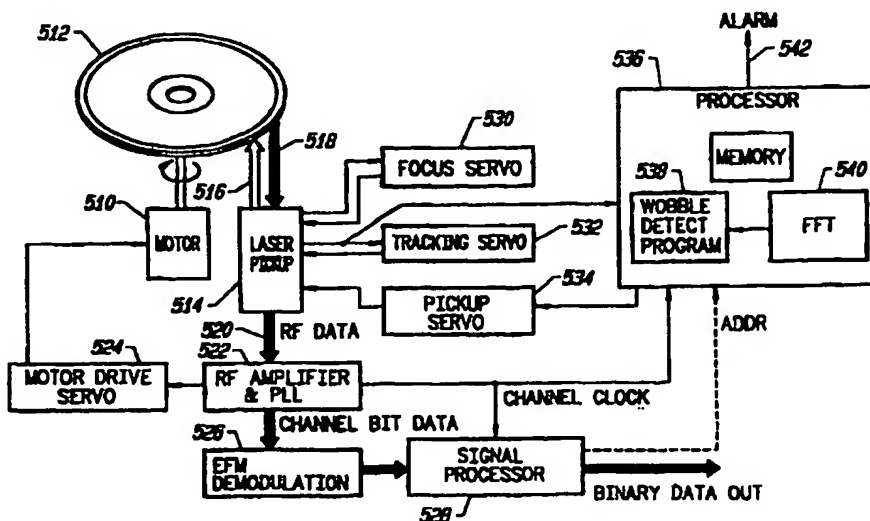 512
ALARM
542
536
PROCESSOR
MEMORY
538
540
WOBBLE
DETECT
PROGRAM
FFT
518
530
FOCUS SERVO
516
510
MOTOR
LASER
PICKUP
532
TRACKING SERVO
514
534
PICKUP
SERVO
ADDR
520
RF DATA
524
522
MOTOR DRIVE
SERVO
RF AMPLIFIER
& PLL
CHANNEL CLOCK
CHANNEL BIT DATA
526
EFM
DEMODULATION
SIGNAL
PROCESSOR
528
BINARY DATA OUT